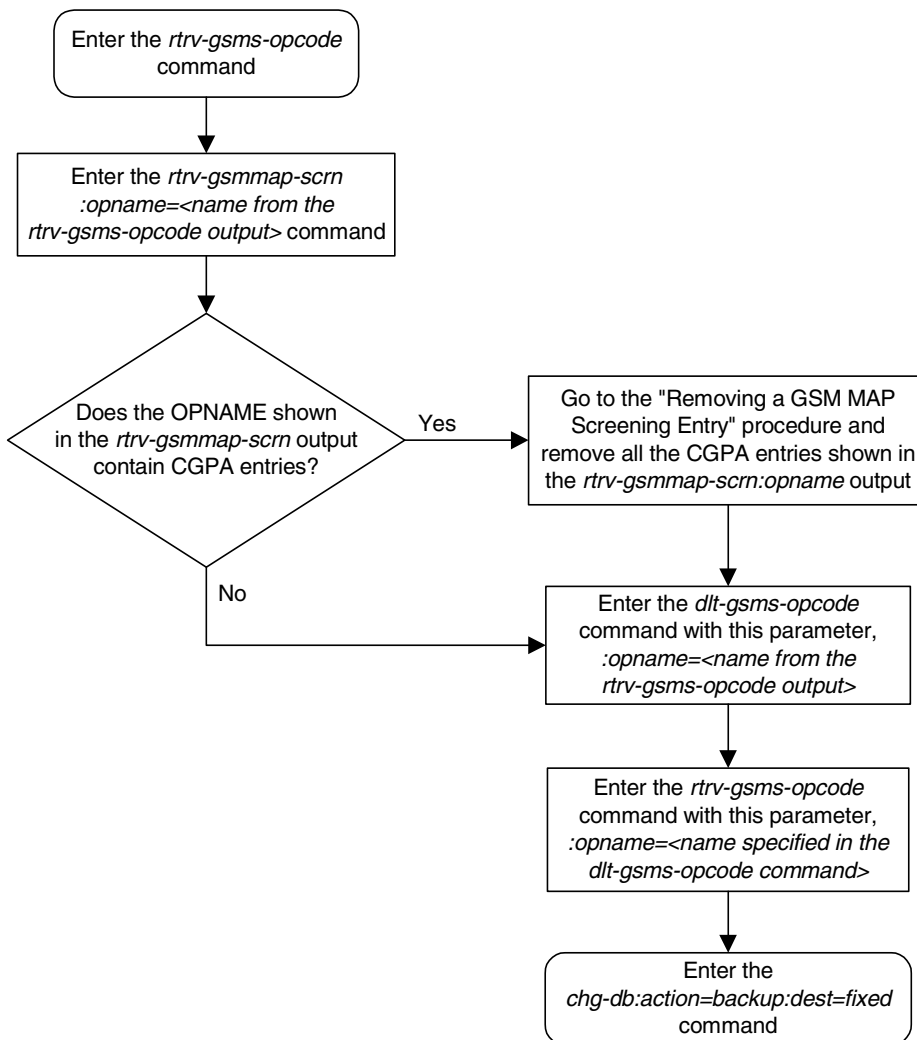 Enter the rtrv-gsms-opcode
command
Enter the rtrv-gsmmap-scrn
:opname=<name from the
rtrv-gsms-opcode output> command
Does the OPNAME shown
in the rtrv-gsmmap-scrn output
contain CGPA entries?
Yes
Go to the "Removing a GSM MAP
Screening Entry" procedure and
remove all the CGPA entries shown in
the rtrv-gsmmap-scrn:opname output
No
Enter the dlt-gsms-opcode
command with this parameter,
:opname=<name from the
rtrv-gsms-opcode output>
Enter the rtrv-gsms-opcode
command with this parameter,
:opname=<name specified in the
dlt-gsms-opcode command>
Enter the
chg-db:action=backup:dest=fixed
command